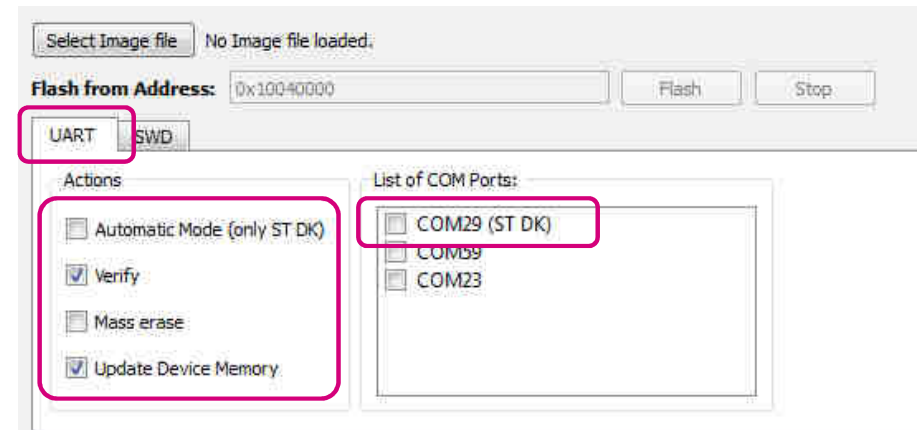 Select Image file No Image file loaded.
Flash from Address: 0x10040000 Flash Stop
UART SWD
Actions List of COM Ports:
Automatic Mode (only ST DK) COM29 (ST DK)
Verify COM59
Mass erase COM23
Update Device Memory